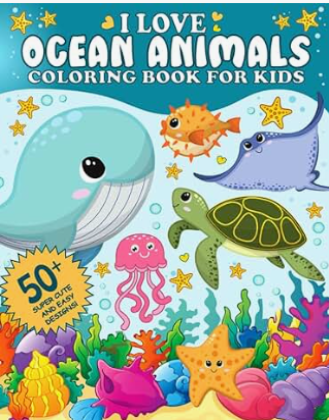 I LOVE
OCEAN ANIMALS
COLORING BOOK FOR KIDS
50+
SUPER CUTE
AND EASY
DESIGNS!